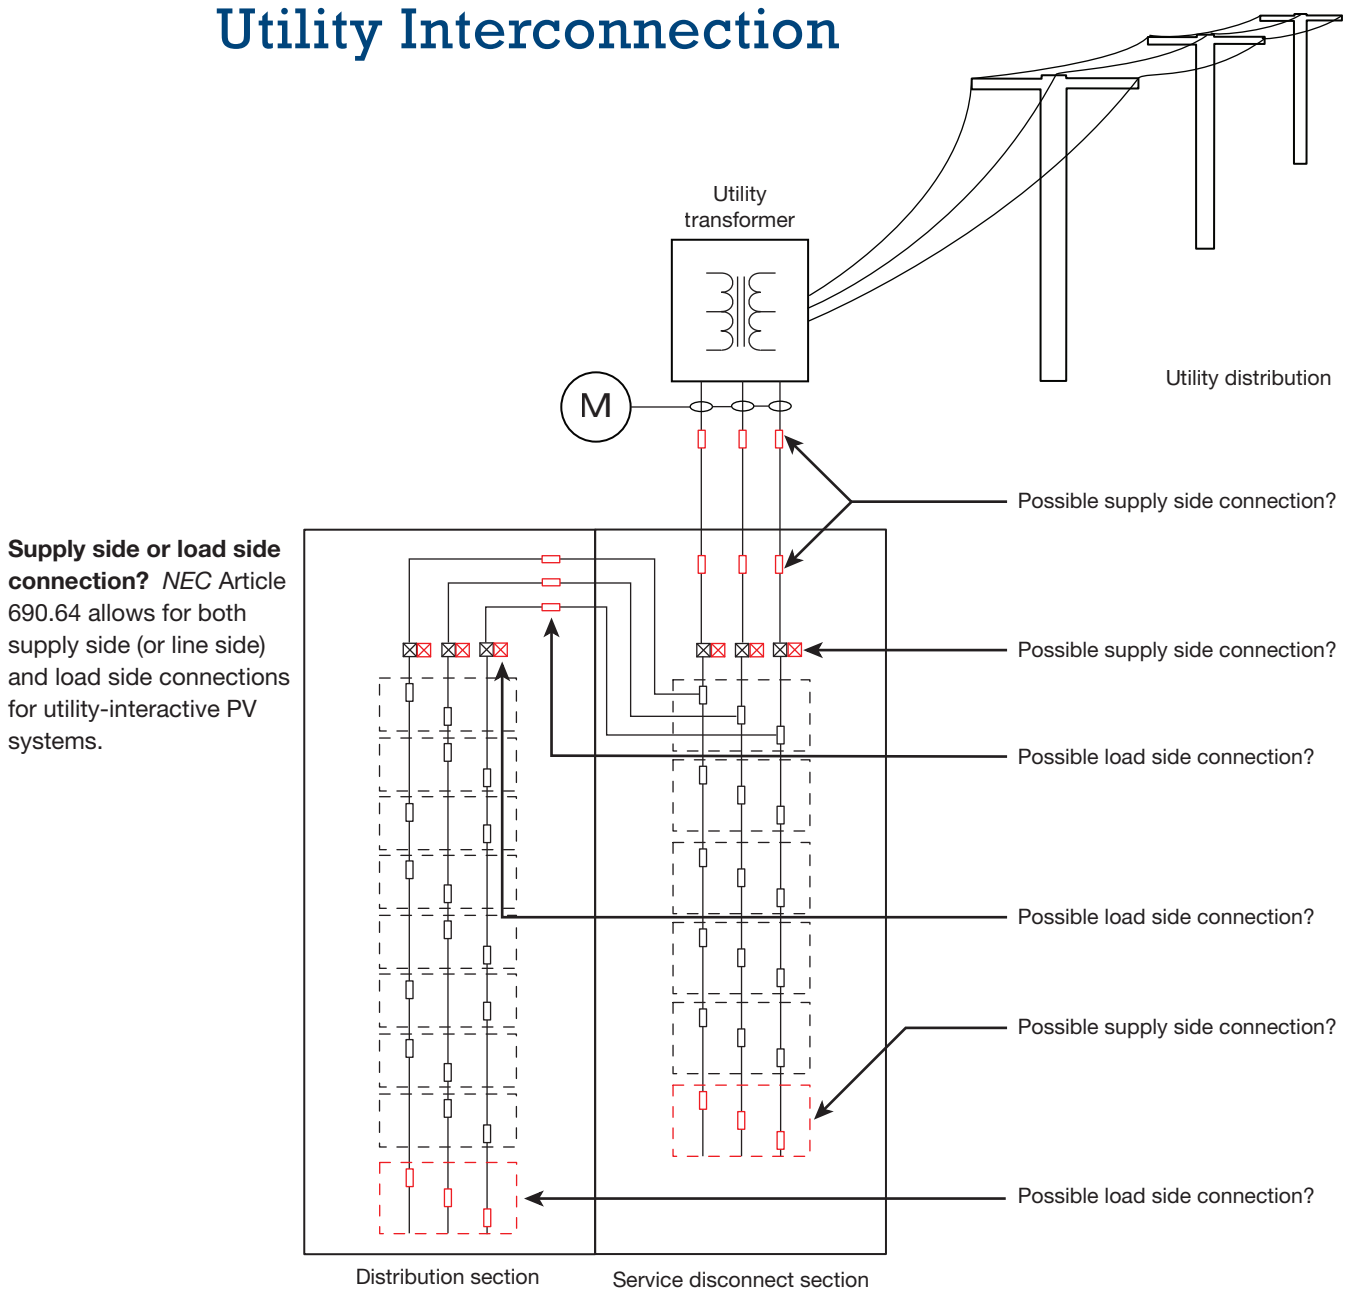 Utility Interconnection
Utility
transformer
M
Utility distribution
Possible supply side connection?
Supply side or load side
connection? NEC Article
690.64 allows for both
supply side (or line side)
and load side connections
for utility-interactive PV
systems.
Possible supply side connection?
Possible load side connection?
Possible load side connection?
Possible supply side connection?
Possible load side connection?
Distribution section
Service disconnect section